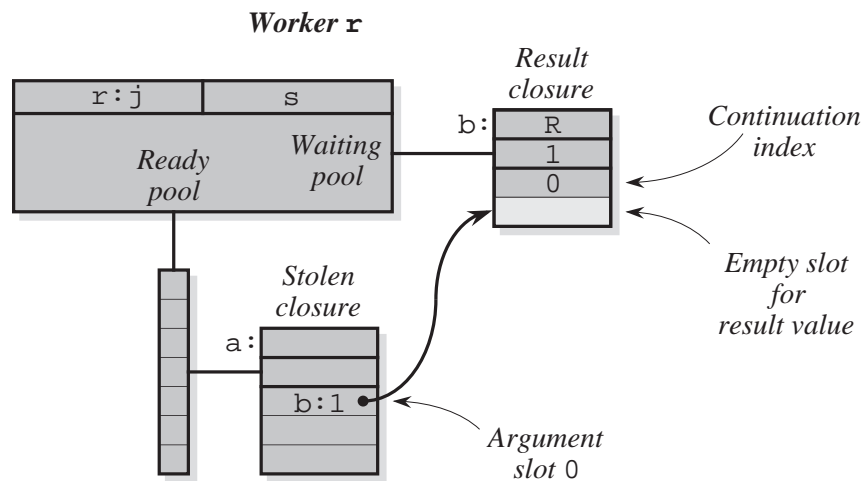 Worker r
r:j
s
Ready
pool
Waiting
pool
Result
closure
b:
R
1
0
Continuation
index
Empty slot
for
result value
Stolen
closure
a:
b:1
Argument
slot 0